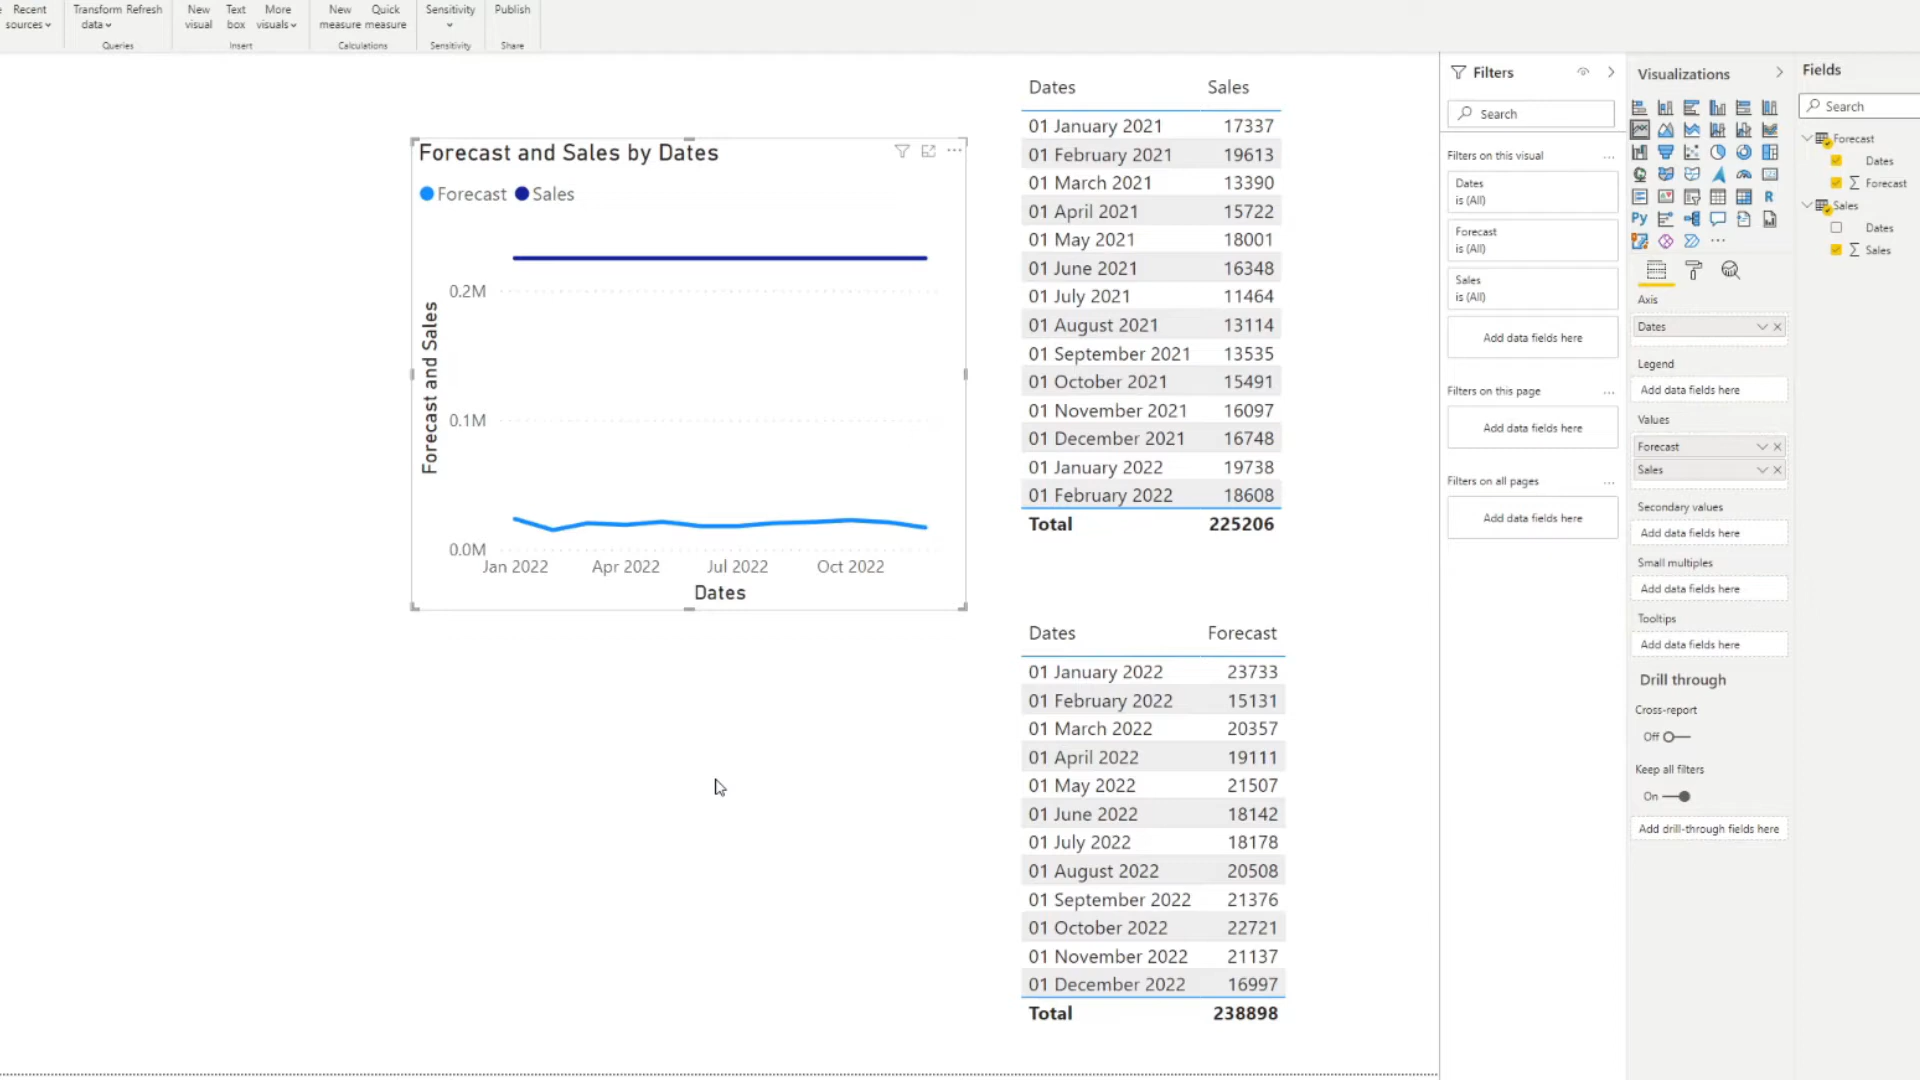 Recent
sources
Transform Refresh
data
Queries
New
visual
Text
box
More
visuals
Insert
New
measure
Quick
measure
Calculations
Sensitivity
Sensitivity
Publish
Share
Forecast and Sales by Dates
Forecast Sales
Forecast and Sales
0.2M
0.1M
0.0M
Jan 2022 Apr 2022 Jul 2022 Oct 2022
Dates
Dates Sales
01 January 2021 17337
01 February 2021 19613
01 March 2021 13390
01 April 2021 15722
01 May 2021 18001
01 June 2021 16348
01 July 2021 11464
01 August 2021 13114
01 September 2021 13535
01 October 2021 15491
01 November 2021 16097
01 December 2021 16748
01 January 2022 19738
01 February 2022 18608
Total 225206
Dates Forecast
01 January 2022 23733
01 February 2022 15131
01 March 2022 20357
01 April 2022 19111
01 May 2022 21507
01 June 2022 18142
01 July 2022 18178
01 August 2022 20508
01 September 2022 21376
01 October 2022 22721
01 November 2022 21137
01 December 2022 16997
Total 238898
Filters
Search
Filters on this visual
Dates
is (All)
Forecast
is (All)
Sales
is (All)
Add data fields here
Filters on this page
Add data fields here
Filters on all pages
Add data fields here
Visualizations
R
Py
Axis
Dates
Legend
Add data fields here
Values
Forecast
Sales
Secondary values
Add data fields here
Small multiples
Add data fields here
Tooltips
Add data fields here
Drill through
Cross-report
Off
Keep all filters
On
Add drill-through fields here
Fields
Search
Forecast
Dates
∑ Forecast
Sales
Dates
∑ Sales